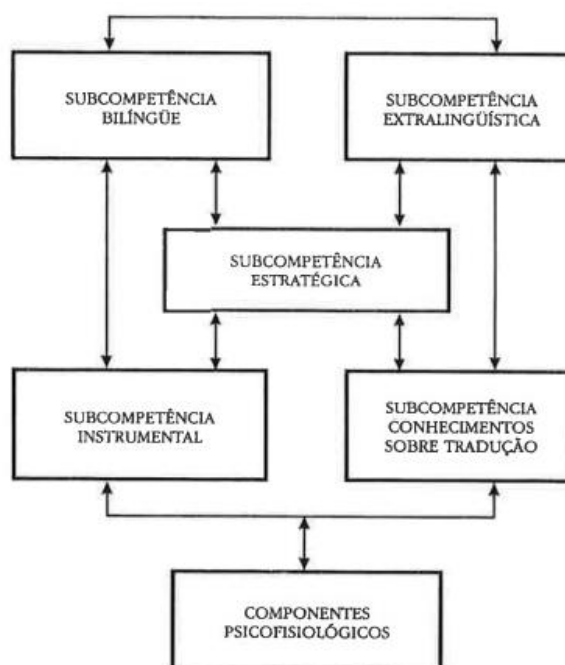 SUBCOMPETÊNCIA
BILÍNGÜE
SUBCOMPETÊNCIA
EXTRALINGÜÍSTICA
SUBCOMPETÊNCIA
ESTRATÉGICA
SUBCOMPETÊNCIA
INSTRUMENTAL
SUBCOMPETÊNCIA
CONHECIMENTOS
SOBRE TRADUÇÃO
COMPONENTES
PSICOFISIOLÓGICOS